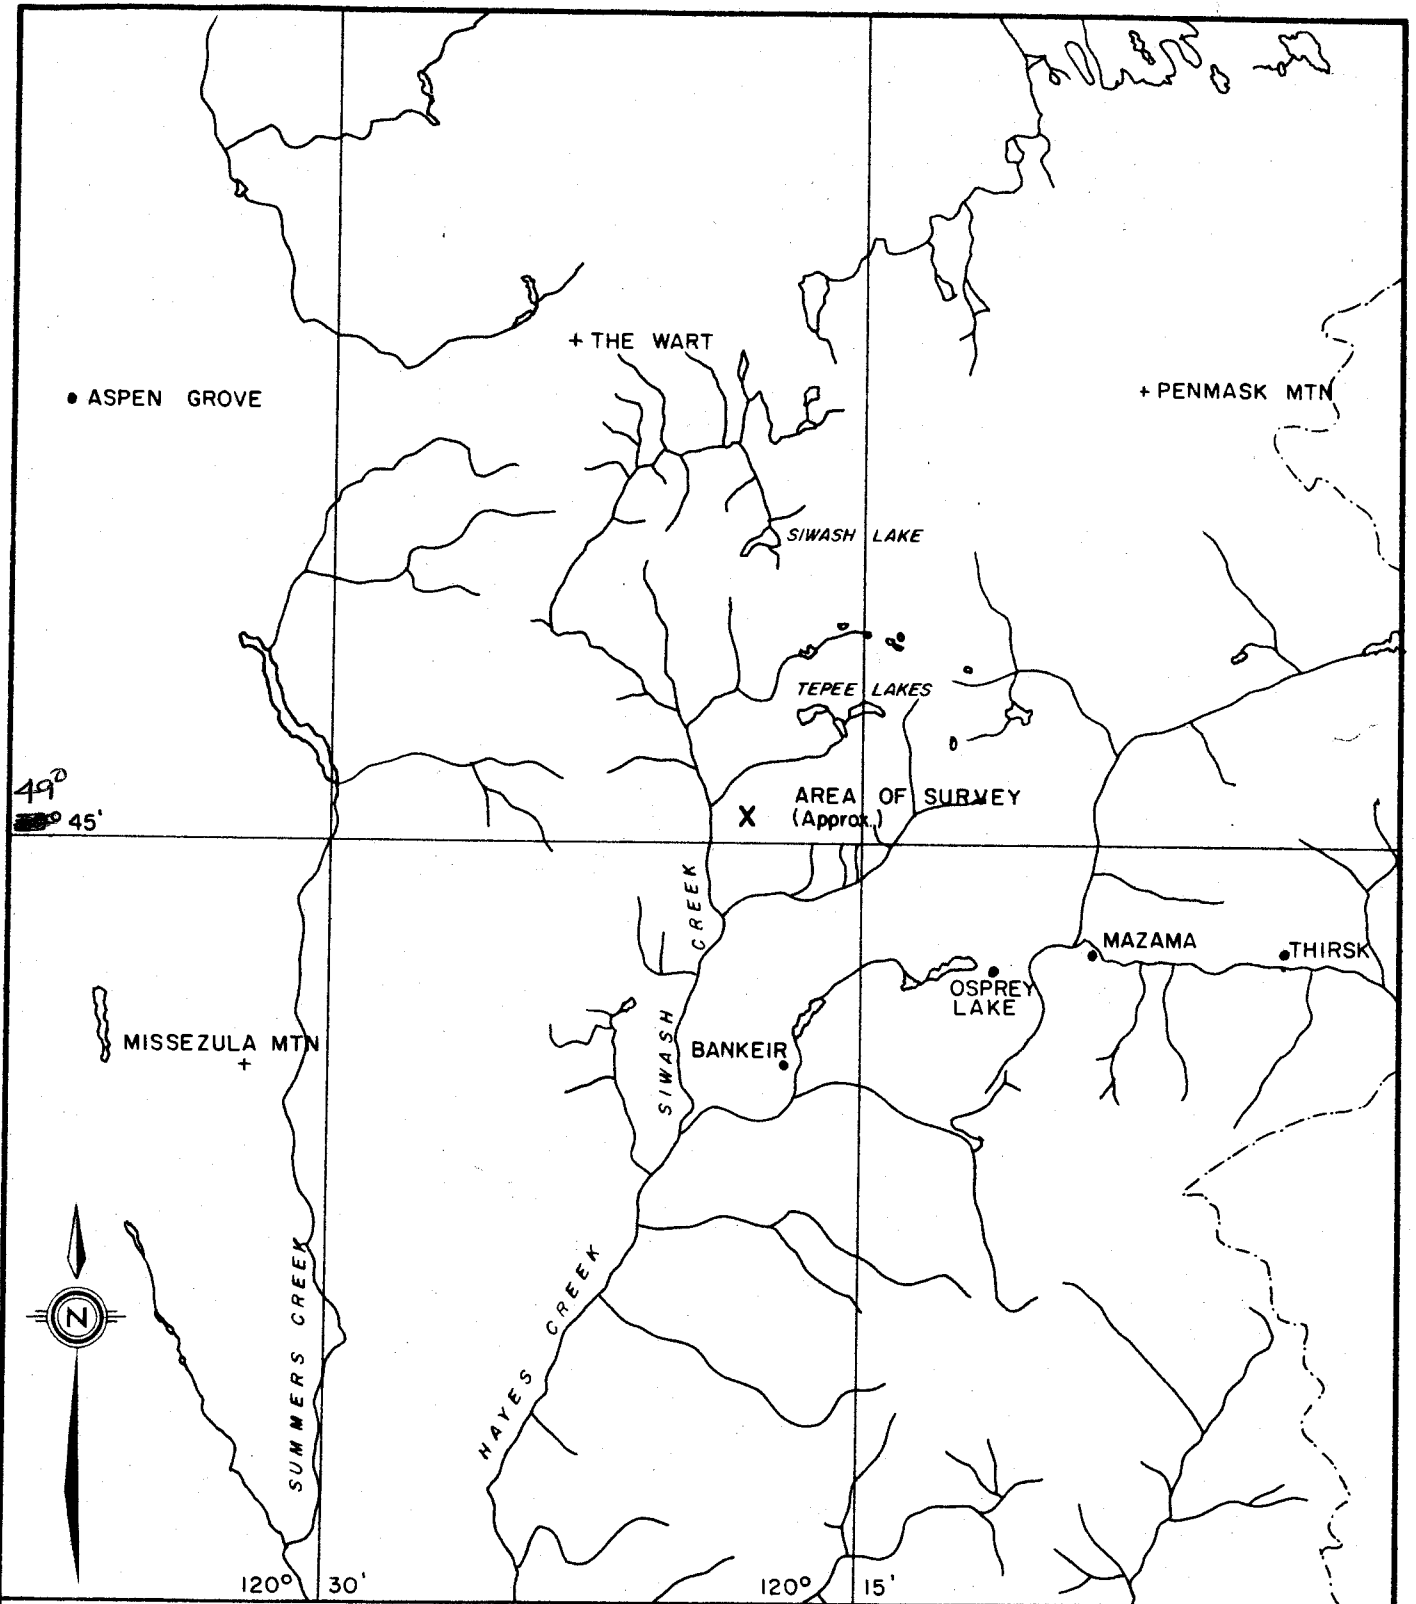 + THE WART
• ASPEN GROVE
+ PENMASK MTN
SIWASH LAKE
TEPEE LAKES
49°
45'
X AREA OF SURVEY
(Approx.)
SIWASH CREEK
MAZAMA
THIRSK
OSPREY
LAKE
BANKEIR
MISSEZULA MTN
+
N
SUMMERS CREEK
HAYES CREEK
120° 30'
120° 15'